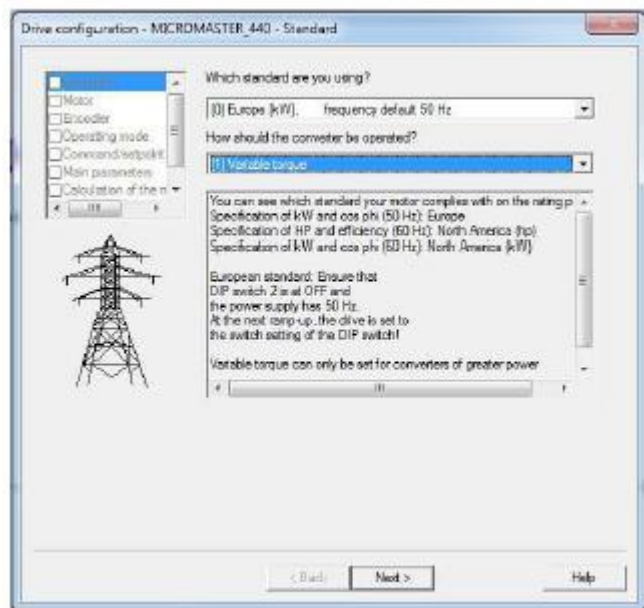 Drive configuration - MICROMASTER_440 - Standard
Motor
Encoder
Operating mode
Command/setpoint
Main parameters
Calculation of the m
Which standard are you using?
[0] Europe [kW], frequency default 50 Hz
How should the converter be operated?
[1] Variable torque
You can see which standard your motor complies with on the rating p
Specification of kW and cos phi (50 Hz): Europe
Specification of HP and efficiency (60 Hz): North America (hp)
Specification of kW and cos phi (60 Hz): North America (kW)
European standard: Ensure that
DIP switch 2 is at OFF and
the power supply has 50 Hz.
At the next ramp-up, the drive is set to
the switch setting of the DIP switch!
Variable torque can only be set for converters of greater power
< Back
Next >
Help